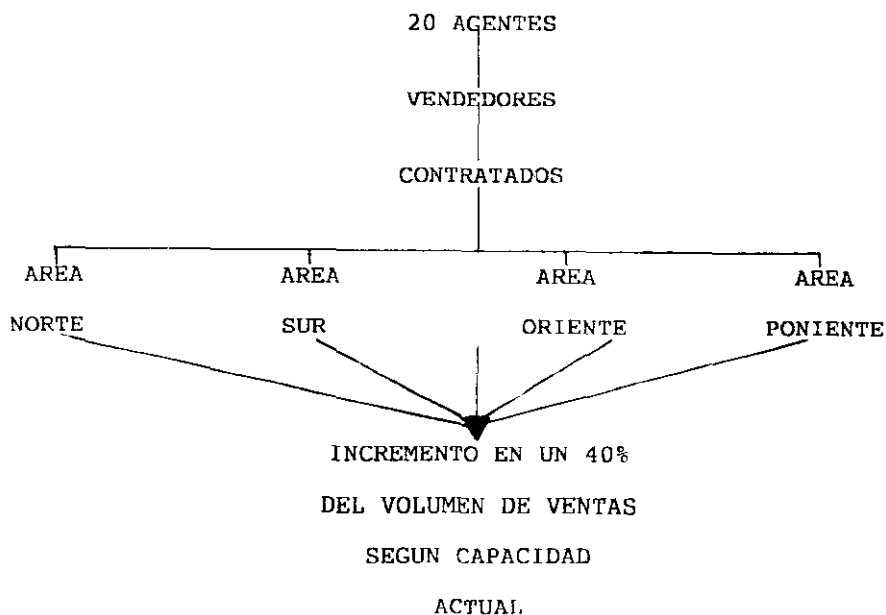 20 AGENTES
VENDEDORES
CONTRATADOS
AREA AREA AREA AREA
NORTE SUR ORIENTE PONIENTE
INCREMENTO EN UN 40%
DEL VOLUMEN DE VENTAS
SEGUN CAPACIDAD
ACTUAL